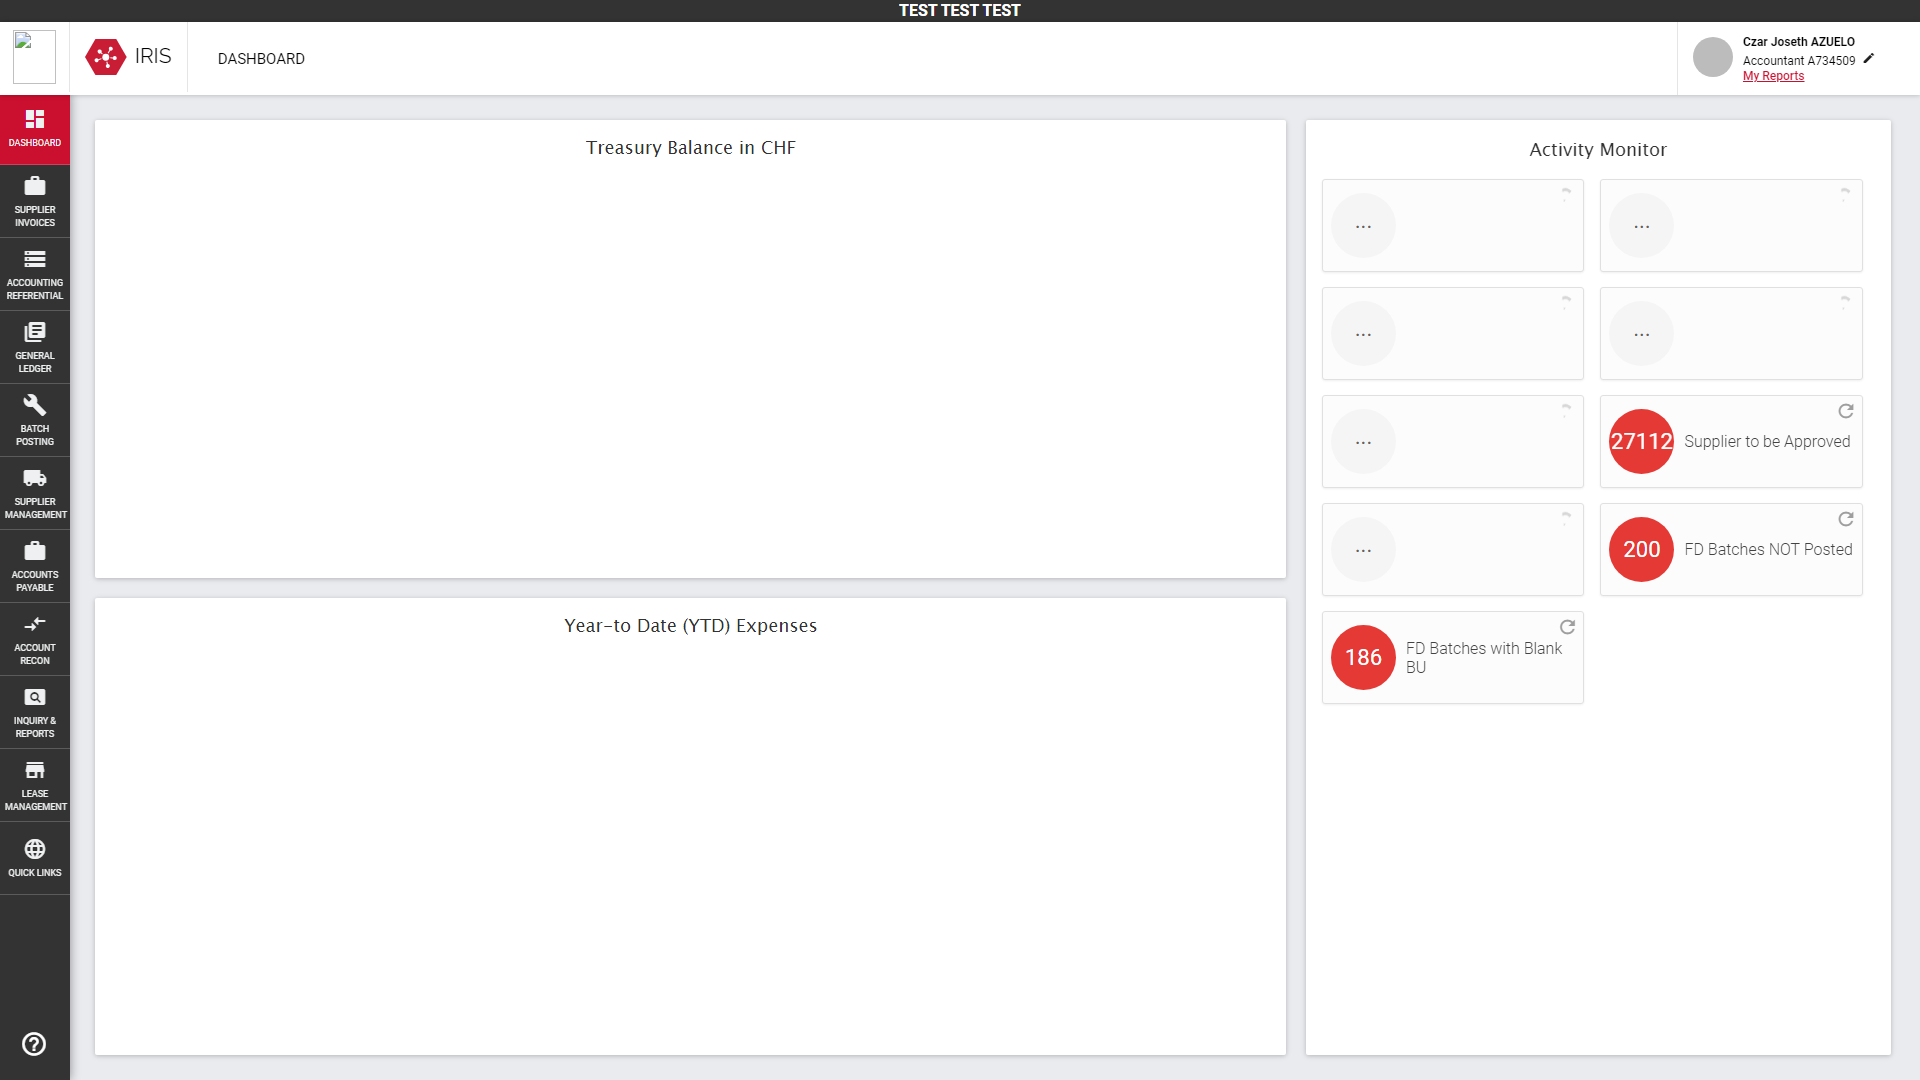 TEST TEST TEST
IRIS
DASHBOARD
Czar Joseth AZUELO
Accountant A734509
My Reports
DASHBOARD
SUPPLIER
INVOICES
ACCOUNTING
REFERENTIAL
GENERAL
LEDGER
BATCH
POSTING
SUPPLIER
MANAGEMENT
ACCOUNTS
PAYABLE
ACCOUNT
RECON
INQUIRY &
REPORTS
LEASE
MANAGEMENT
QUICK LINKS
Treasury Balance in CHF
Year-to Date (YTD) Expenses
Activity Monitor
...
...
...
...
...
27112 Supplier to be Approved
...
200 FD Batches NOT Posted
186 FD Batches with Blank
BU